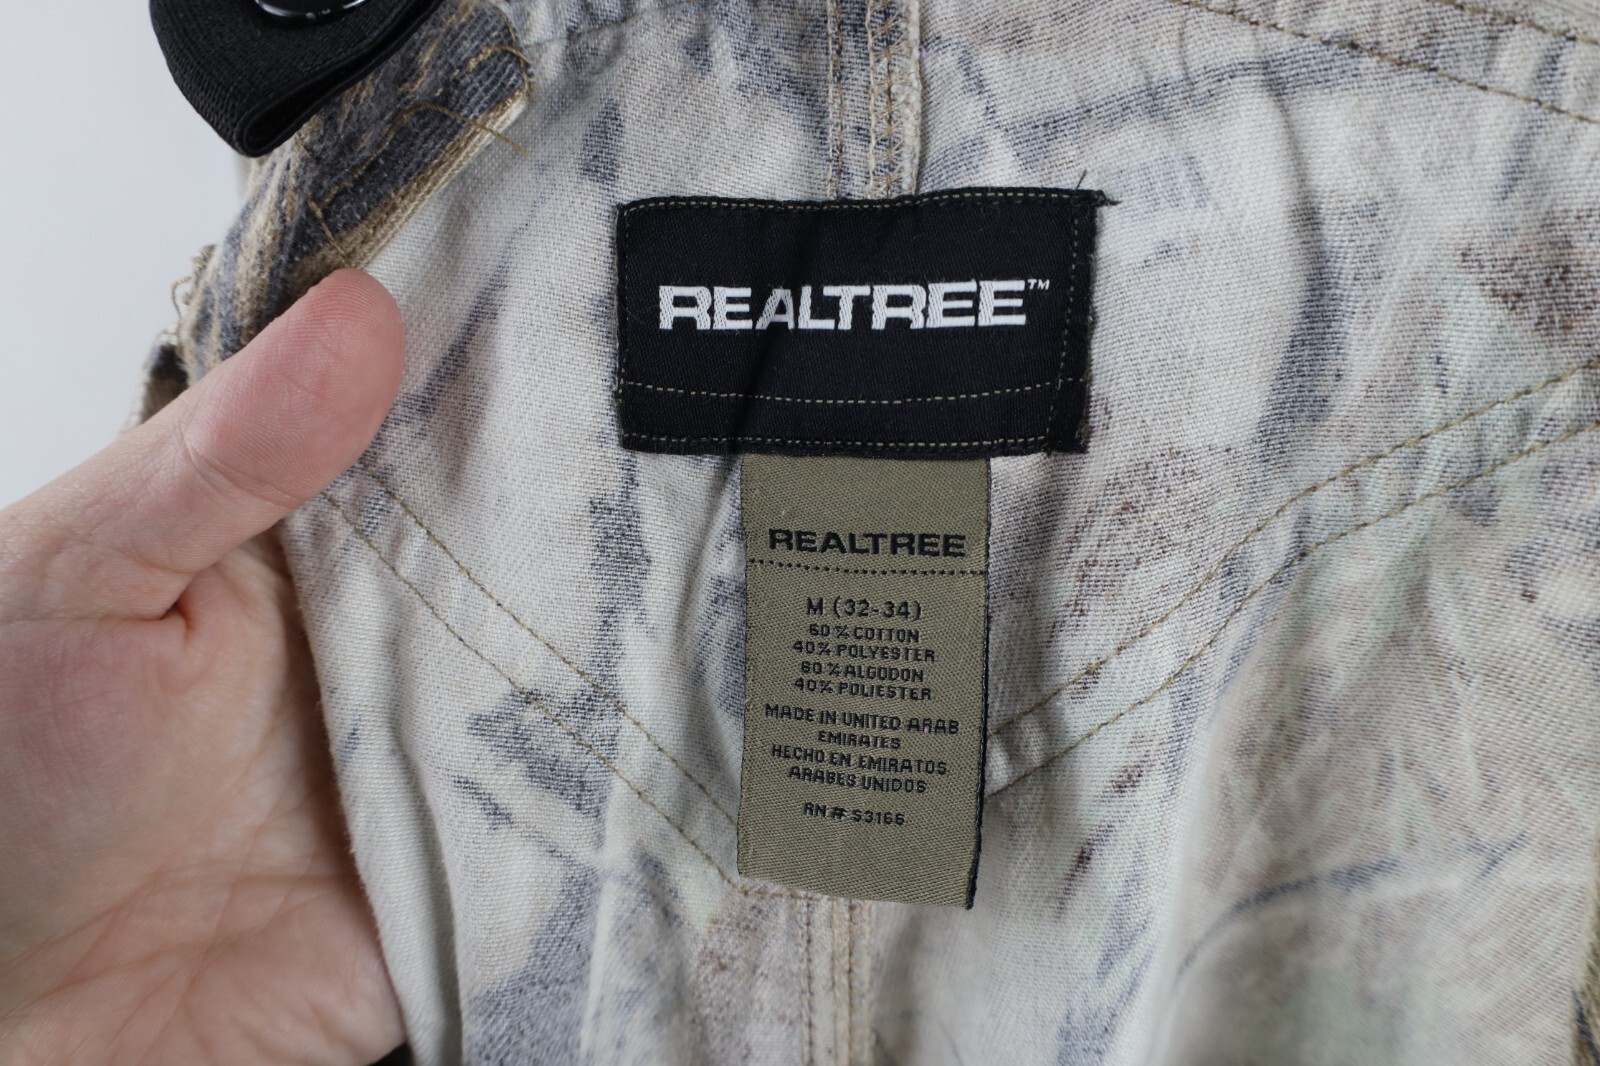 REALTREE™
REALTREE
M (32-34)
60% COTTON
40% POLYESTER
60% ALGODON
40% POLIESTER
MADE IN UNITED ARAB
EMIRATES
HECHO EN EMIRATOS
ARABES UNIDOS
RN # 53166